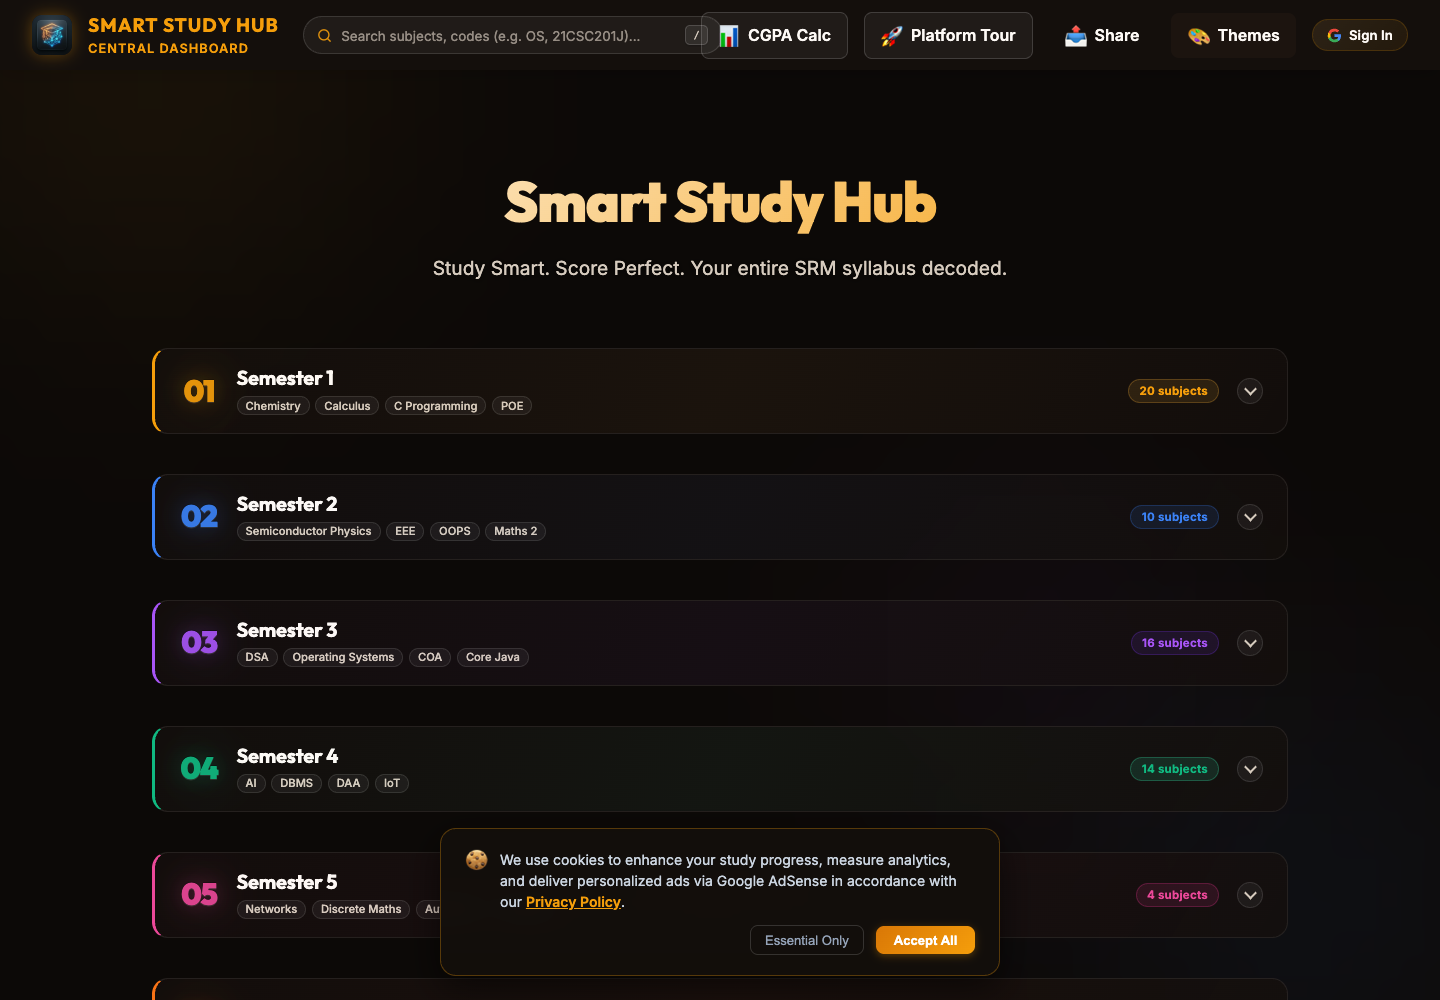 SMART STUDY HUB
CENTRAL DASHBOARD
Search subjects, codes (e.g. OS, 21CSC201J)...
/
CGPA Calc
Platform Tour
Share
Themes
Sign In
Smart Study Hub
Study Smart. Score Perfect. Your entire SRM syllabus decoded.
01
Semester 1
Chemistry Calculus C Programming POE
20 subjects
02
Semester 2
Semiconductor Physics EEE OOPS Maths 2
10 subjects
03
Semester 3
DSA Operating Systems COA Core Java
16 subjects
04
Semester 4
AI DBMS DAA IoT
14 subjects
05
Semester 5
Networks Discrete Maths Au
4 subjects
We use cookies to enhance your study progress, measure analytics,
and deliver personalized ads via Google AdSense in accordance with
our Privacy Policy.
Essential Only
Accept All